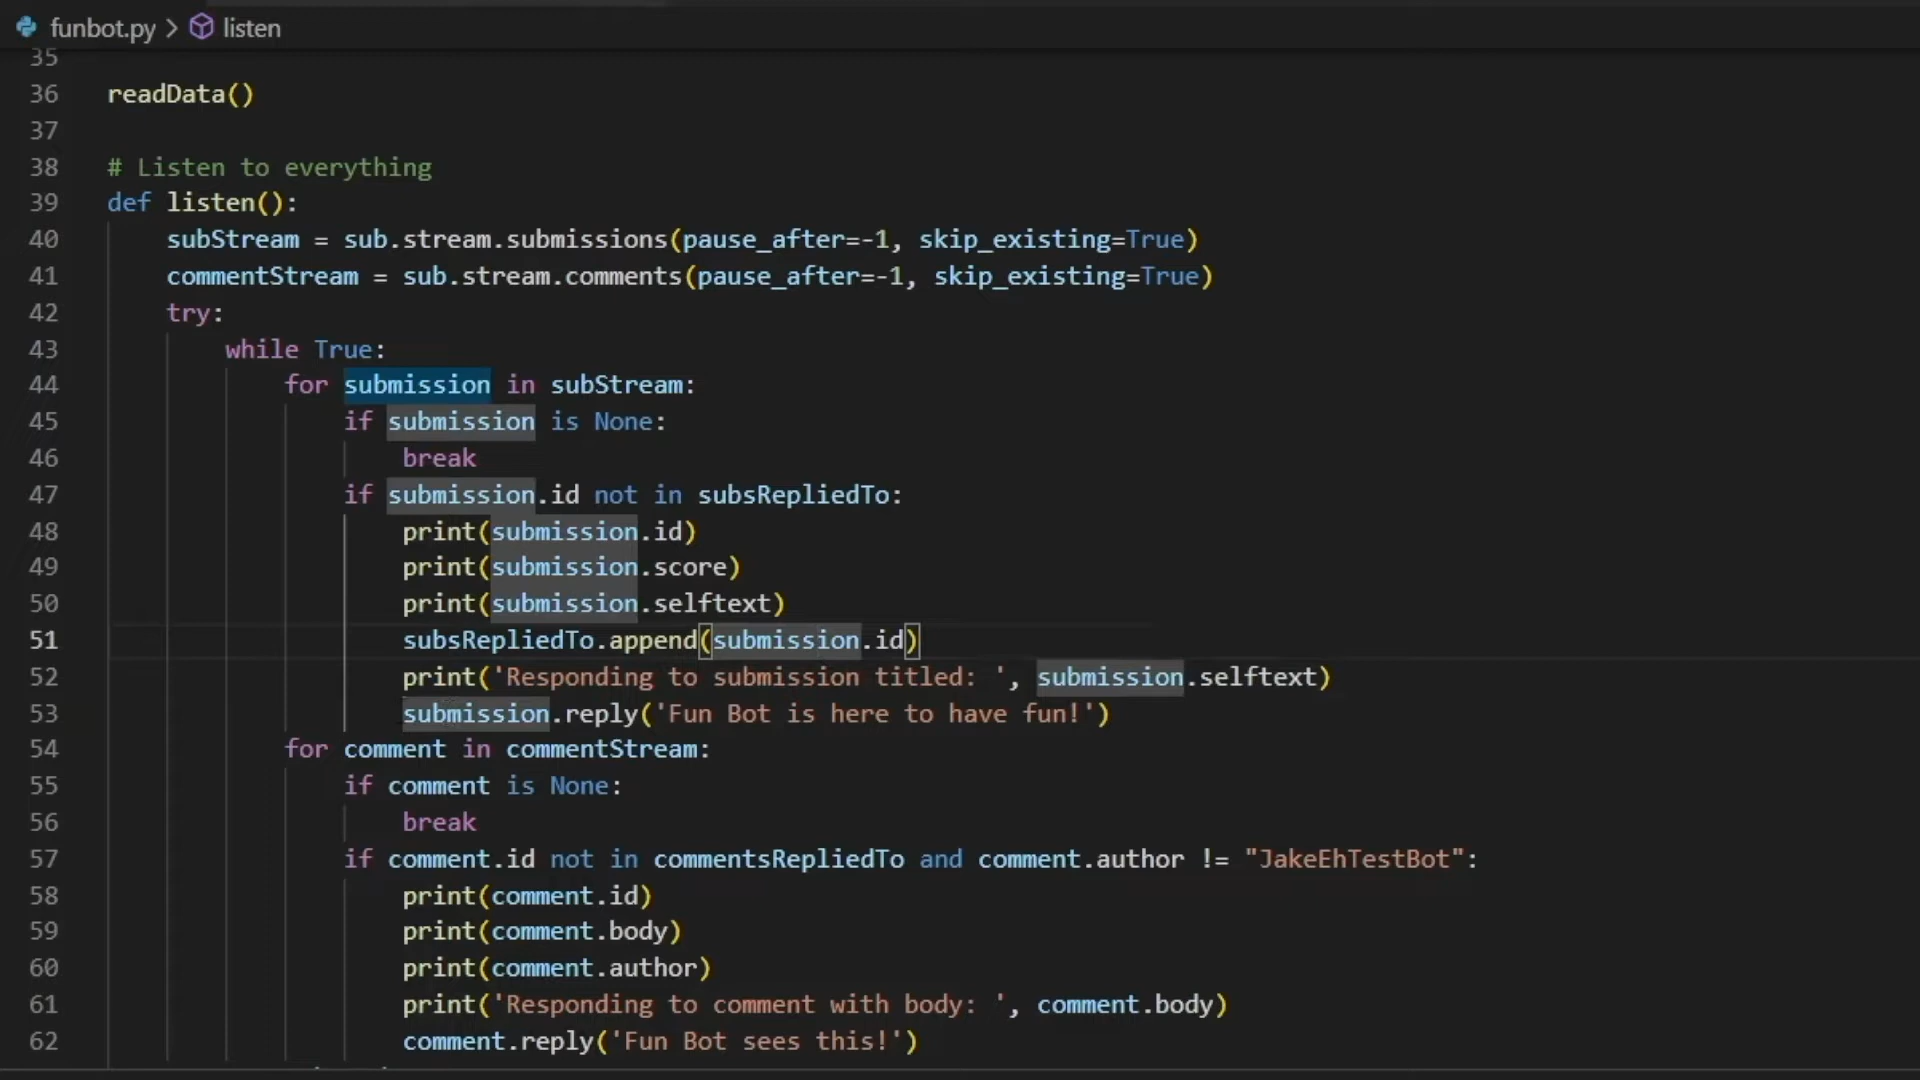 funbot.py > listen
35
36 readData()
37
38 # Listen to everything
39 def listen():
40     subStream = sub.stream.submissions(pause_after=-1, skip_existing=True)
41     commentStream = sub.stream.comments(pause_after=-1, skip_existing=True)
42     try:
43         while True:
44             for submission in subStream:
45                 if submission is None:
46                     break
47                 if submission.id not in subsRepliedTo:
48                     print(submission.id)
49                     print(submission.score)
50                     print(submission.selftext)
51                     subsRepliedTo.append(submission.id)
52                     print('Responding to submission titled: ', submission.selftext)
53                     submission.reply('Fun Bot is here to have fun!')
54             for comment in commentStream:
55                 if comment is None:
56                     break
57                 if comment.id not in commentsRepliedTo and comment.author != "JakeEhTestBot":
58                     print(comment.id)
59                     print(comment.body)
60                     print(comment.author)
61                     print('Responding to comment with body: ', comment.body)
62                     comment.reply('Fun Bot sees this!')